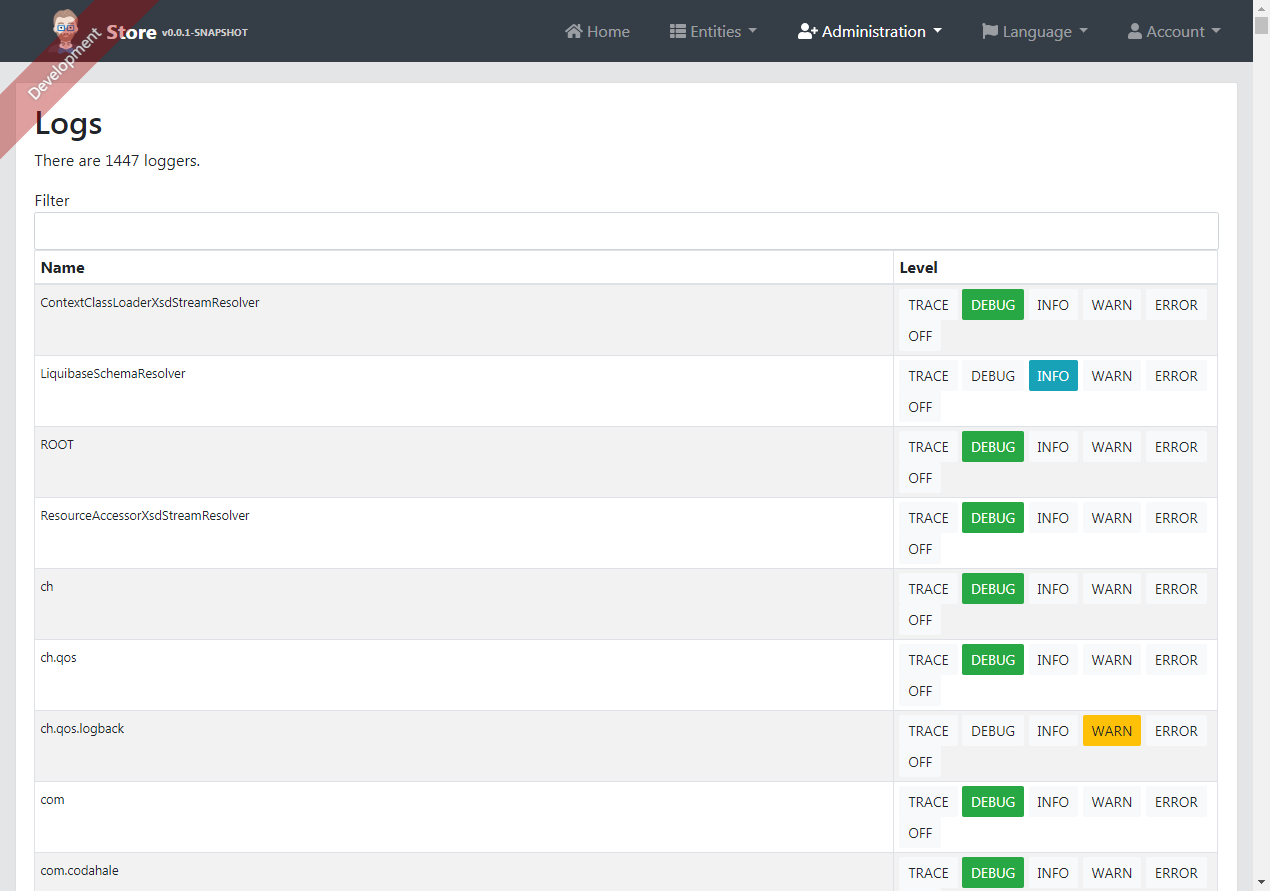 Store v0.0.1-SNAPSHOT Home Entities Administration Language Account
Development
Logs
There are 1447 loggers.
Filter
Name Level
ContextClassLoaderXsdStreamResolver TRACE DEBUG INFO WARN ERROR
OFF
LiquibaseSchemaResolver TRACE DEBUG INFO WARN ERROR
OFF
ROOT TRACE DEBUG INFO WARN ERROR
OFF
ResourceAccessorXsdStreamResolver TRACE DEBUG INFO WARN ERROR
OFF
ch TRACE DEBUG INFO WARN ERROR
OFF
ch.qos TRACE DEBUG INFO WARN ERROR
OFF
ch.qos.logback TRACE DEBUG INFO WARN ERROR
OFF
com TRACE DEBUG INFO WARN ERROR
OFF
com.codahale TRACE DEBUG INFO WARN ERROR